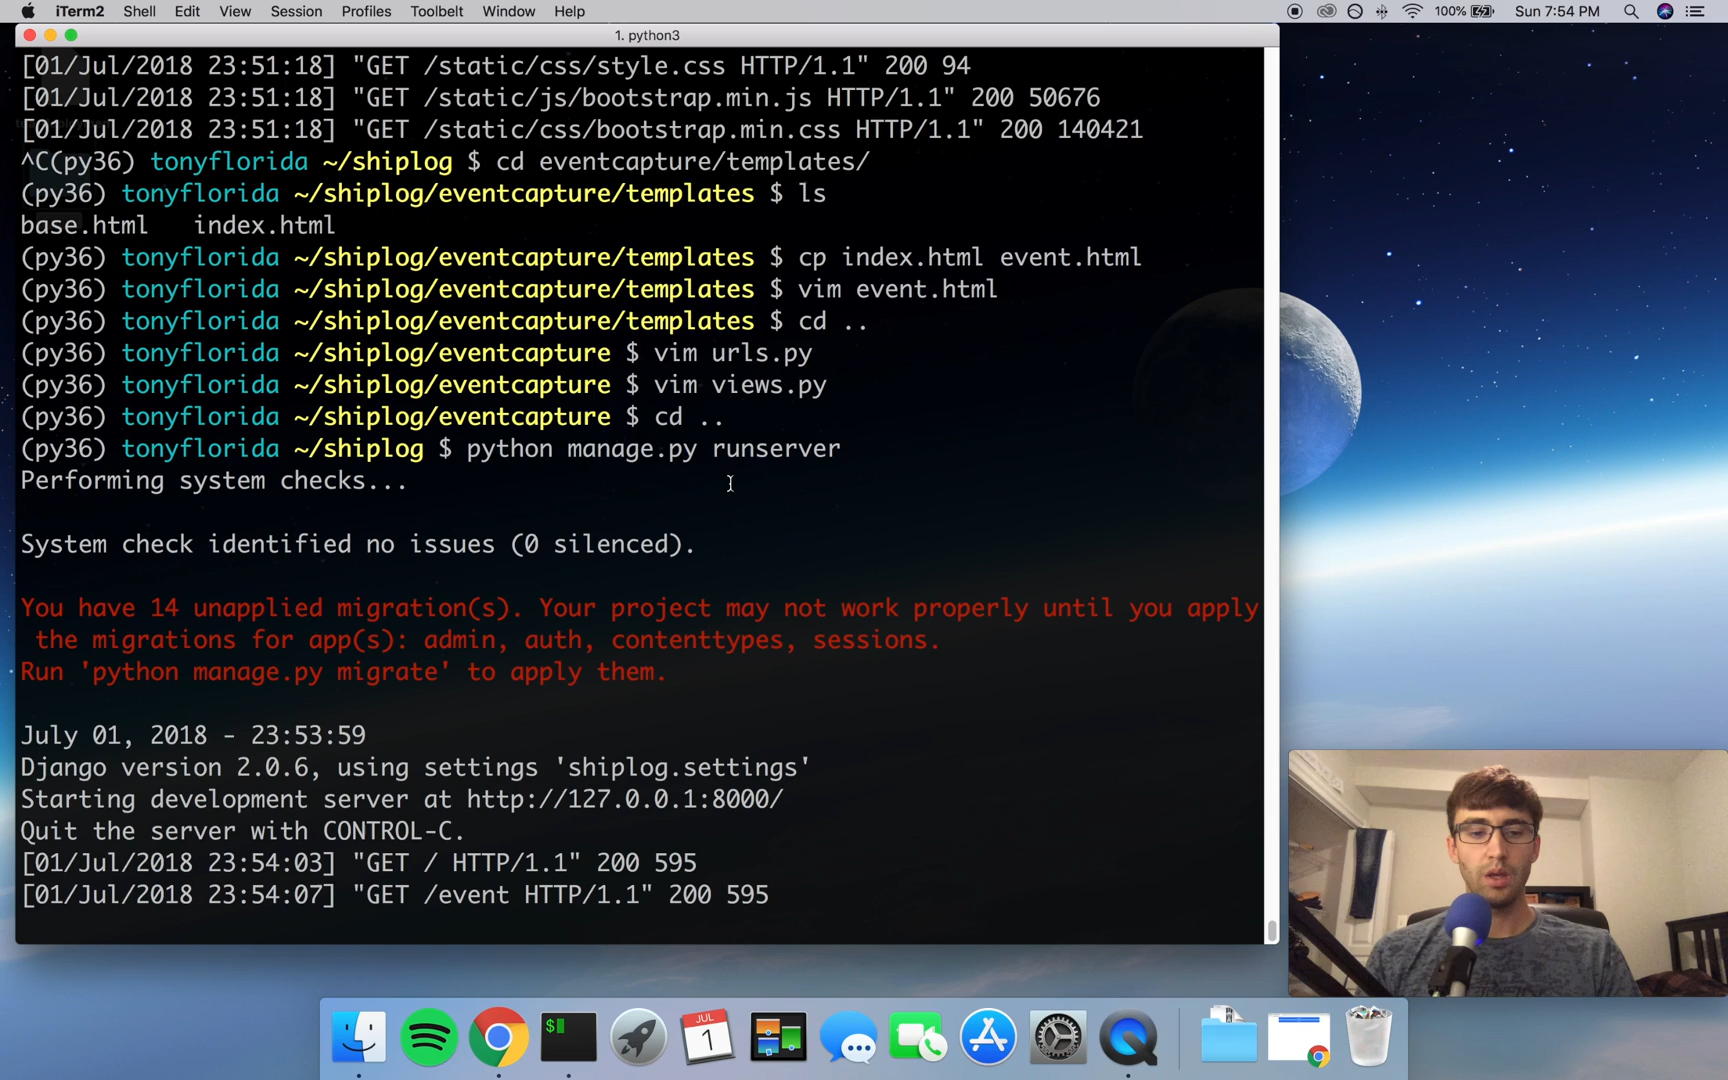 iTerm2 Shell Edit View Session Profiles Toolbelt Window Help 100% Sun 7:54 PM
1. python3
[01/Jul/2018 23:51:18] "GET /static/css/style.css HTTP/1.1" 200 94
[01/Jul/2018 23:51:18] "GET /static/js/bootstrap.min.js HTTP/1.1" 200 50676
[01/Jul/2018 23:51:18] "GET /static/css/bootstrap.min.css HTTP/1.1" 200 140421
^C(py36) tonyflorida ~/shiplog $ cd eventcapture/templates/
(py36) tonyflorida ~/shiplog/eventcapture/templates $ ls
base.html index.html
(py36) tonyflorida ~/shiplog/eventcapture/templates $ cp index.html event.html
(py36) tonyflorida ~/shiplog/eventcapture/templates $ vim event.html
(py36) tonyflorida ~/shiplog/eventcapture/templates $ cd ..
(py36) tonyflorida ~/shiplog/eventcapture $ vim urls.py
(py36) tonyflorida ~/shiplog/eventcapture $ vim views.py
(py36) tonyflorida ~/shiplog/eventcapture $ cd ..
(py36) tonyflorida ~/shiplog $ python manage.py runserver
Performing system checks...
System check identified no issues (0 silenced).
You have 14 unapplied migration(s). Your project may not work properly until you apply
the migrations for app(s): admin, auth, contenttypes, sessions.
Run 'python manage.py migrate' to apply them.
July 01, 2018 - 23:53:59
Django version 2.0.6, using settings 'shiplog.settings'
Starting development server at http://127.0.0.1:8000/
Quit the server with CONTROL-C.
[01/Jul/2018 23:54:03] "GET / HTTP/1.1" 200 595
[01/Jul/2018 23:54:07] "GET /event HTTP/1.1" 200 595
$
JUL
1